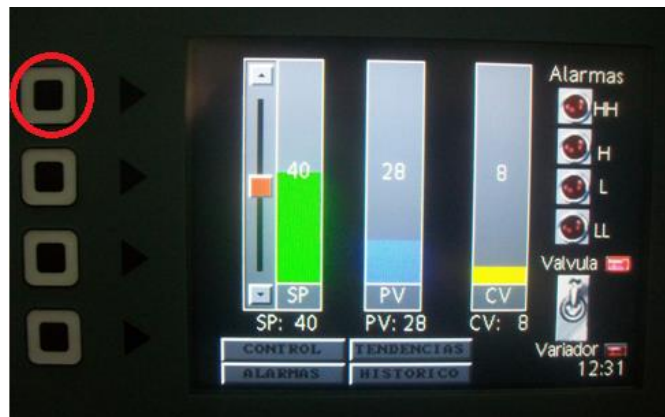 Alarmas
HH
40 28 8 H
L
LL
Valvula
SP PV CV
SP: 40 PV: 28 CV: 8
CONTROL TENDENCIAS
Variador
ALARMAS HISTORICO
12:31